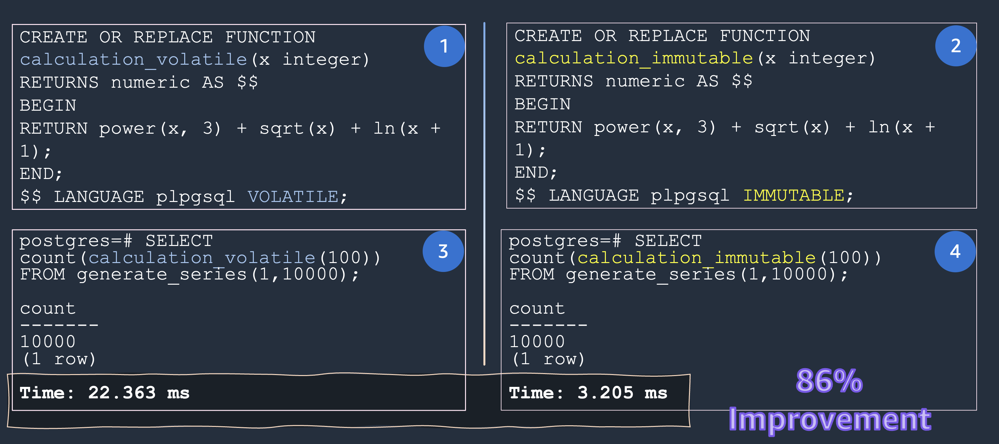 CREATE OR REPLACE FUNCTION
calculation_volatile(x integer)
RETURNS numeric AS $$
BEGIN
RETURN power(x, 3) + sqrt(x) + ln(x +
1);
END;
$$ LANGUAGE plpgsql VOLATILE;
1
CREATE OR REPLACE FUNCTION
calculation_immutable(x integer)
RETURNS numeric AS $$
BEGIN
RETURN power(x, 3) + sqrt(x) + ln(x +
1);
END;
$$ LANGUAGE plpgsql IMMUTABLE;
2
postgres=# SELECT
count(calculation_volatile(100))
FROM generate_series(1,10000);
count
-------
10000
(1 row)
Time: 22.363 ms
3
postgres=# SELECT
count(calculation_immutable(100))
FROM generate_series(1,10000);
count
-------
10000
(1 row)
Time: 3.205 ms
4
86%
Improvement